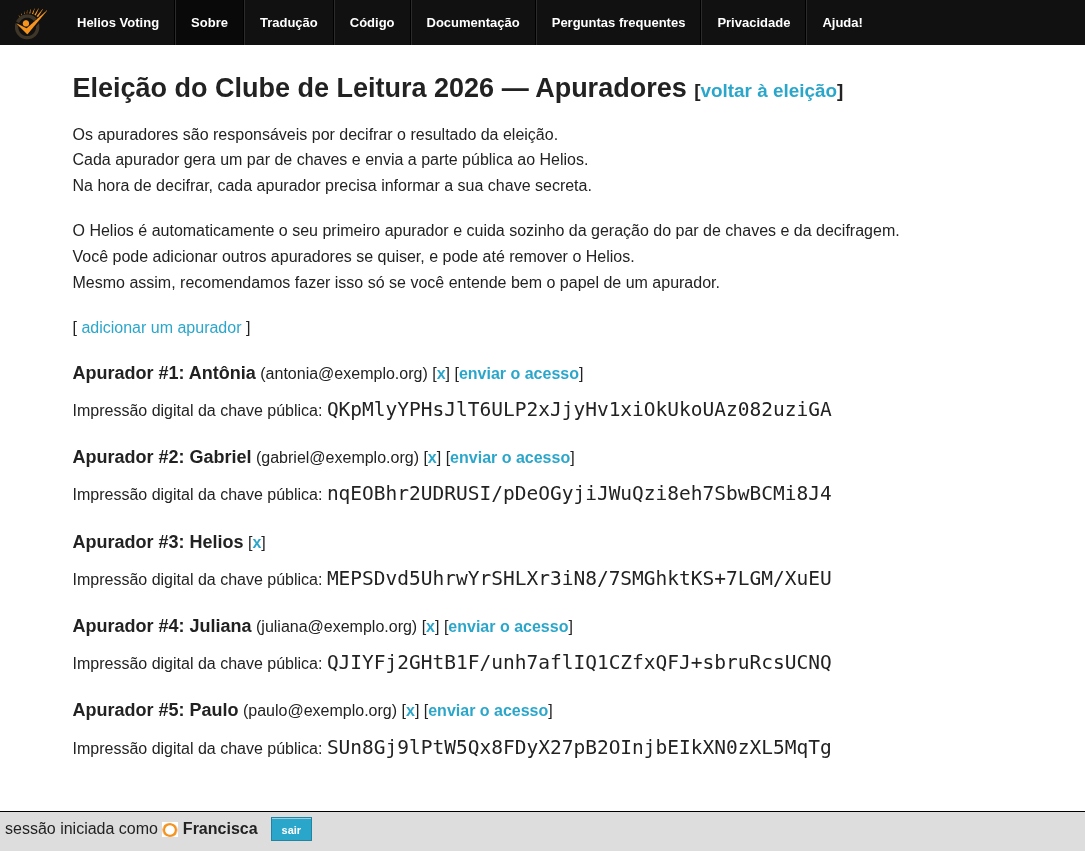 Helios Voting Sobre Tradução Código Documentação Perguntas frequentes Privacidade Ajuda!
Eleição do Clube de Leitura 2026 — Apuradores [voltar à eleição]
Os apuradores são responsáveis por decifrar o resultado da eleição.
Cada apurador gera um par de chaves e envia a parte pública ao Helios.
Na hora de decifrar, cada apurador precisa informar a sua chave secreta.
O Helios é automaticamente o seu primeiro apurador e cuida sozinho da geração do par de chaves e da decifragem.
Você pode adicionar outros apuradores se quiser, e pode até remover o Helios.
Mesmo assim, recomendamos fazer isso só se você entende bem o papel de um apurador.
[ adicionar um apurador ]
Apurador #1: Antônia (antonia@exemplo.org) [x] [enviar o acesso]
Impressão digital da chave pública: QKpMlyYPHsJlT6ULP2xJjyHv1xiOkUkoUAz082uziGA
Apurador #2: Gabriel (gabriel@exemplo.org) [x] [enviar o acesso]
Impressão digital da chave pública: nqEOBhr2UDRUSI/pDeOGyjiJWuQzi8eh7SbwBCMi8J4
Apurador #3: Helios [x]
Impressão digital da chave pública: MEPSDvd5UhrwYrSHLXr3iN8/7SMGhktKS+7LGM/XuEU
Apurador #4: Juliana (juliana@exemplo.org) [x] [enviar o acesso]
Impressão digital da chave pública: QJIYFj2GHtB1F/unh7aflIQ1CZfxQFJ+sbruRcsUCNQ
Apurador #5: Paulo (paulo@exemplo.org) [x] [enviar o acesso]
Impressão digital da chave pública: SUn8Gj9lPtW5Qx8FDyX27pB2OInjbEIkXN0zXL5MqTg
sessão iniciada como Francisca sair